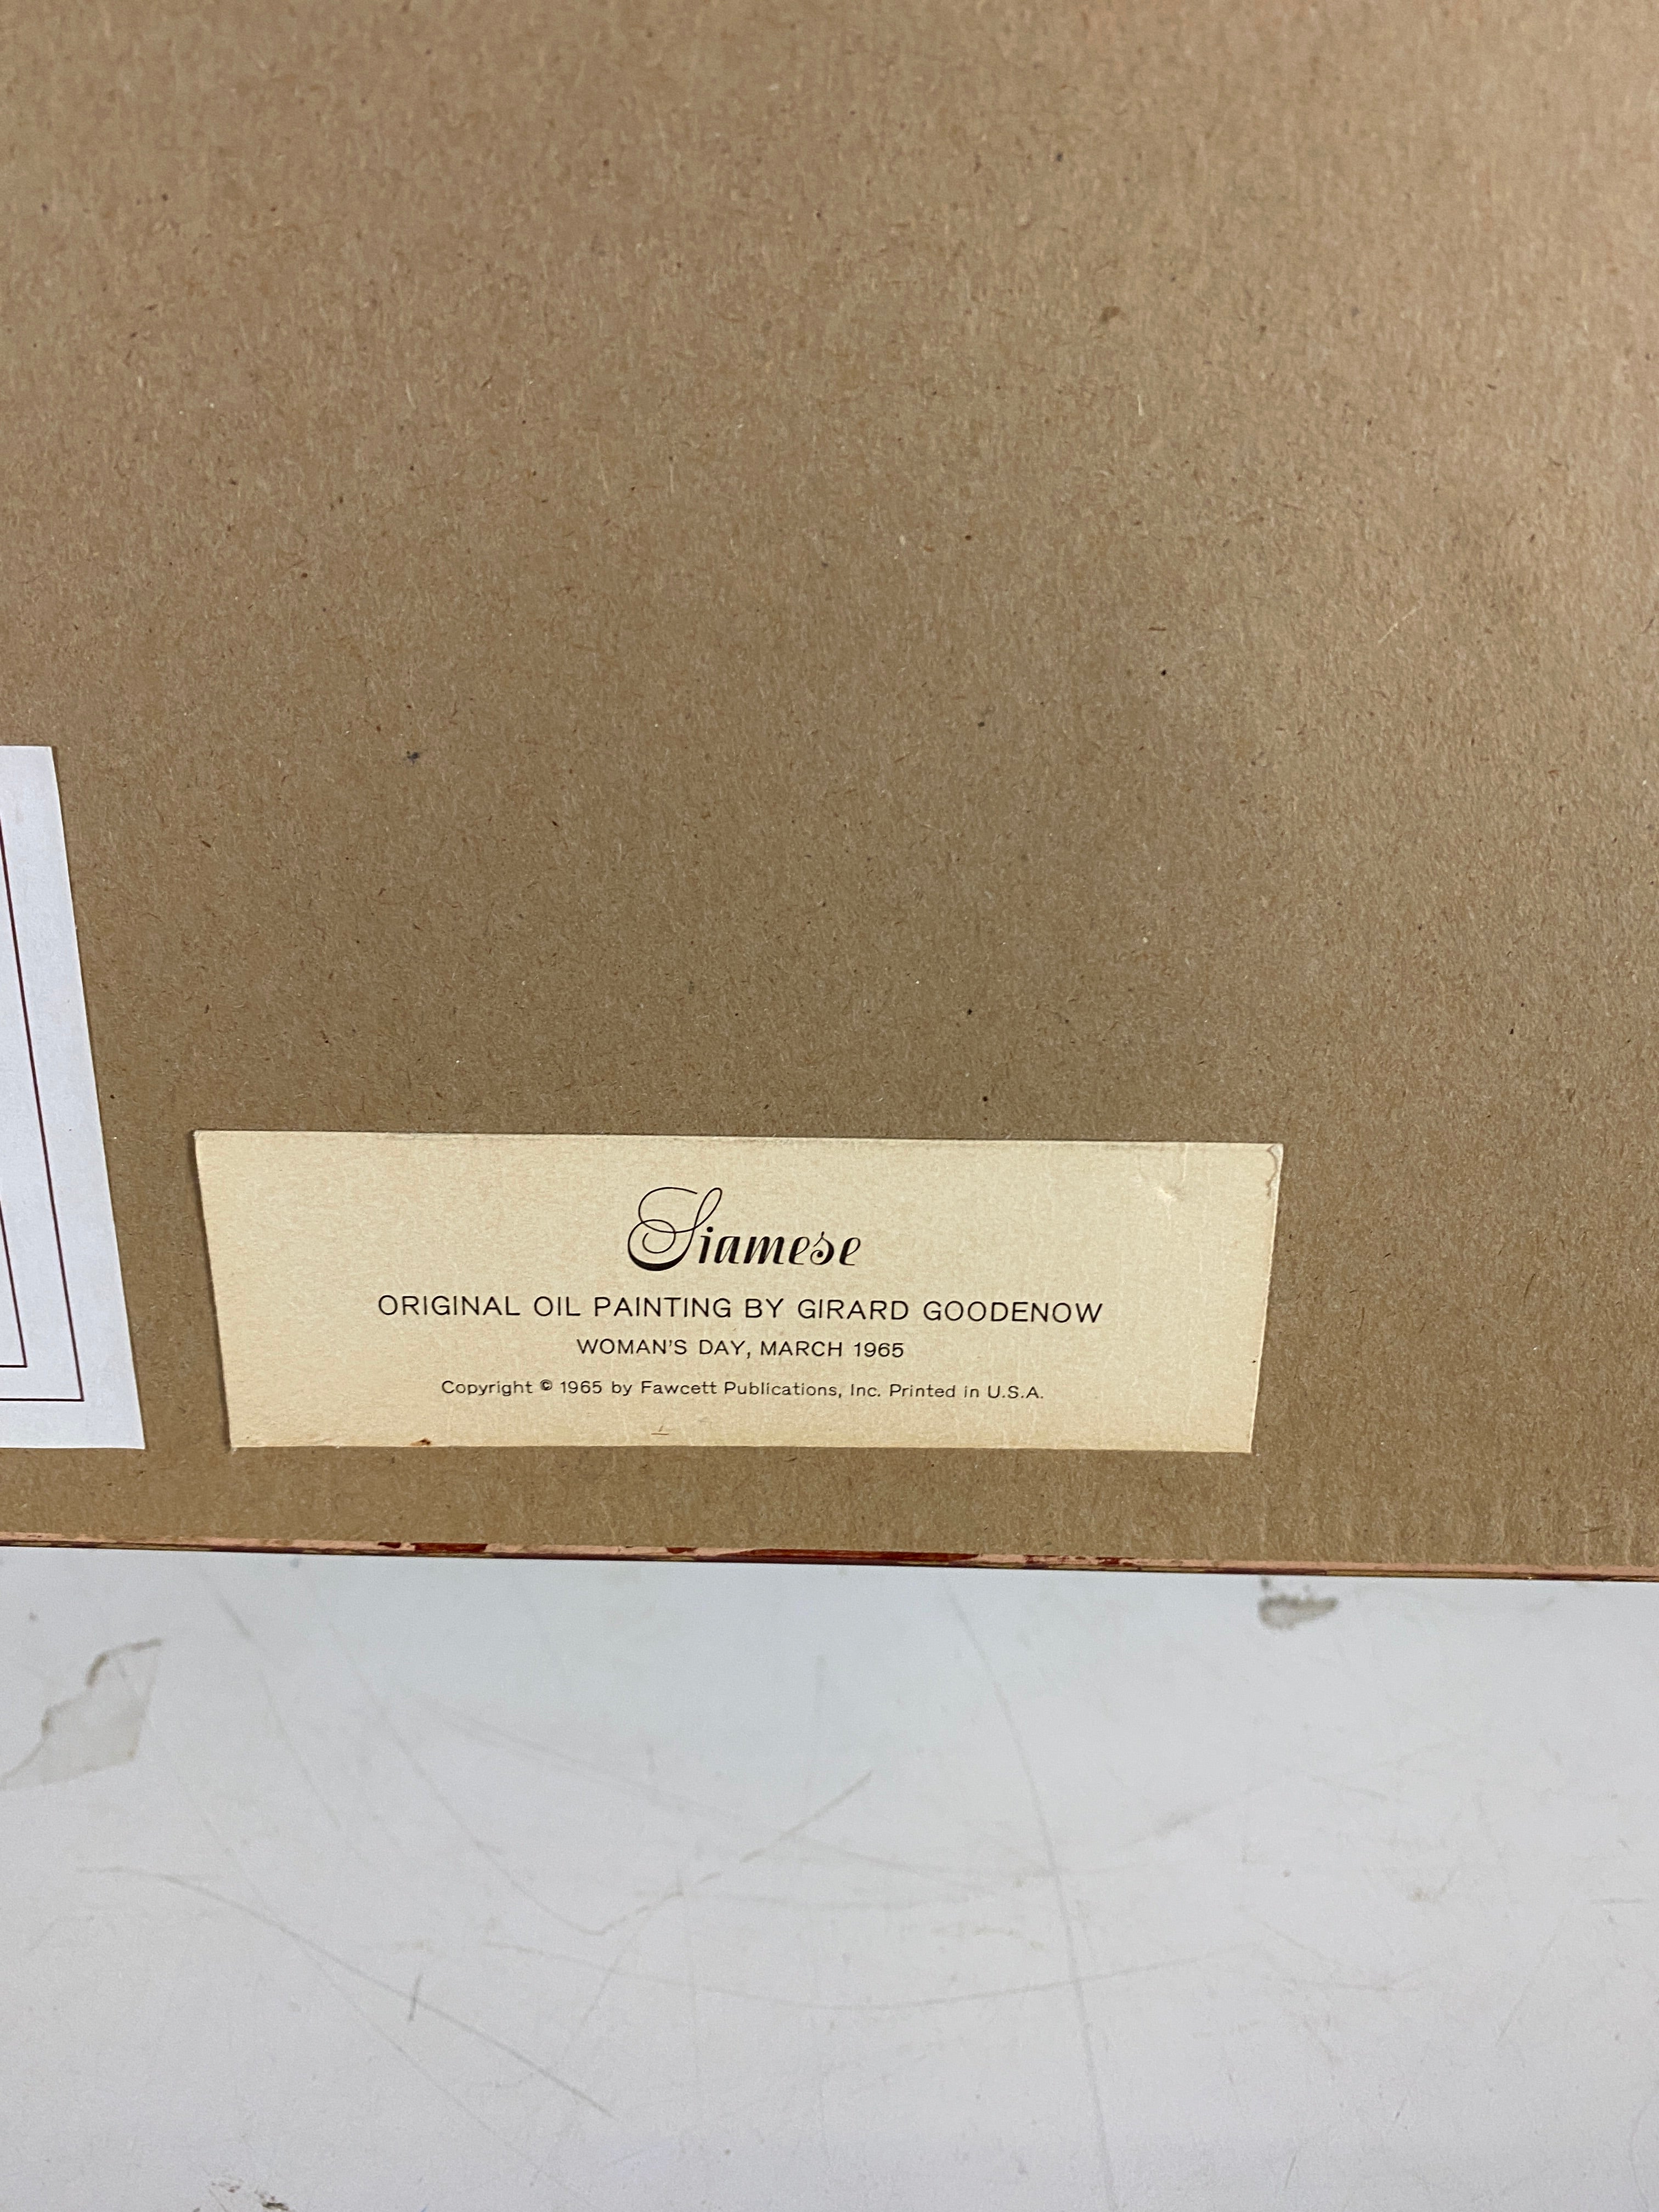 Siamese
ORIGINAL OIL PAINTING BY GIRARD GOODENOW
WOMAN'S DAY, MARCH 1965
Copyright © 1965 by Fawcett Publications, Inc. Printed in U.S.A.